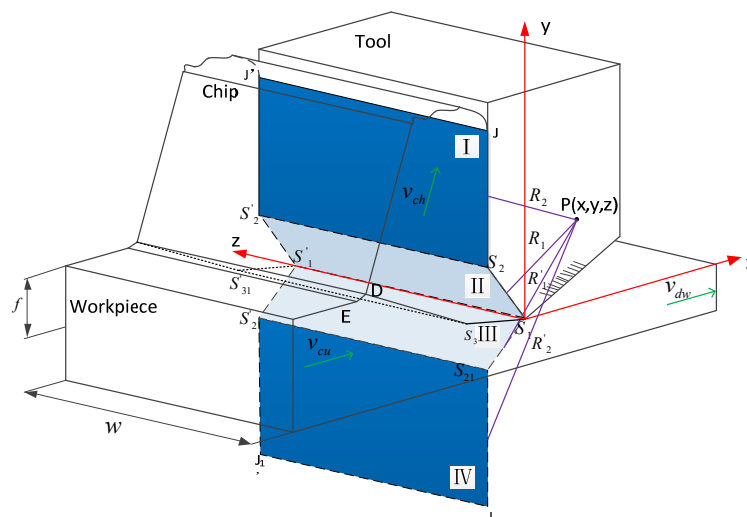 Tool
y
J'
Chip
J
I
v_ch
R_2
P(x,y,z)
S'_2
R_1
z
S'_1
S_2
R'_1
S'_31
II
v_dw
D
f
Workpiece
S'_2
E
S_3
III
S_1
R'_2
v_cu
S_21
w
J_1
IV